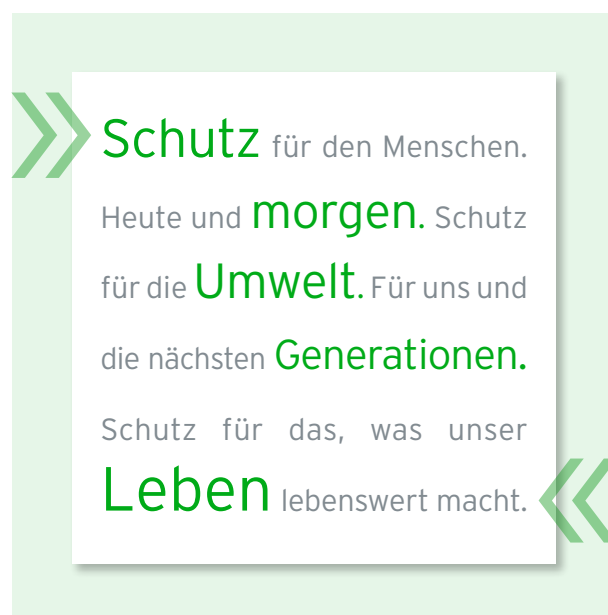 Schutz für den Menschen.
Heute und morgen. Schutz
für die Umwelt. Für uns und
die nächsten Generationen.
Schutz für das, was unser
Leben lebenswert macht.